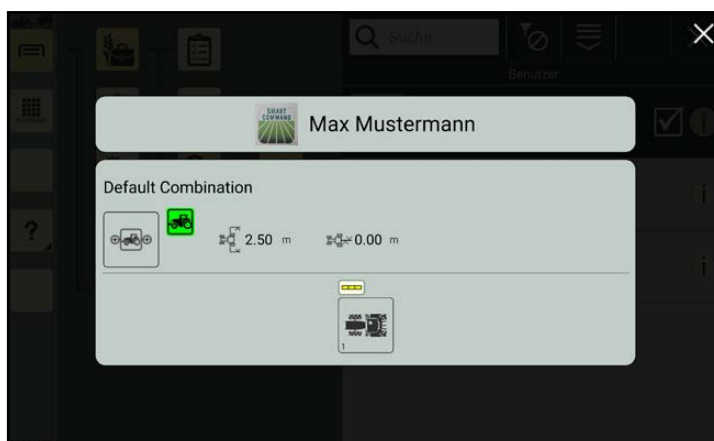 Suche
Benutzer
SMART
COMMAND
Max Mustermann
Default Combination
2.50 m
0.00 m
?
1